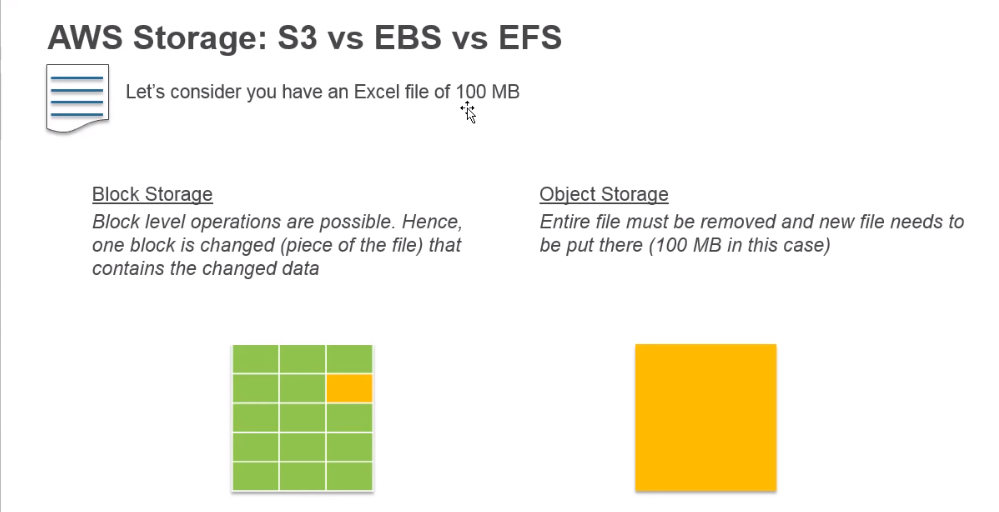 AWS Storage: S3 vs EBS vs EFS
Let's consider you have an Excel file of 100 MB
Block Storage
Block level operations are possible. Hence,
one block is changed (piece of the file) that
contains the changed data
Object Storage
Entire file must be removed and new file needs to
be put there (100 MB in this case)